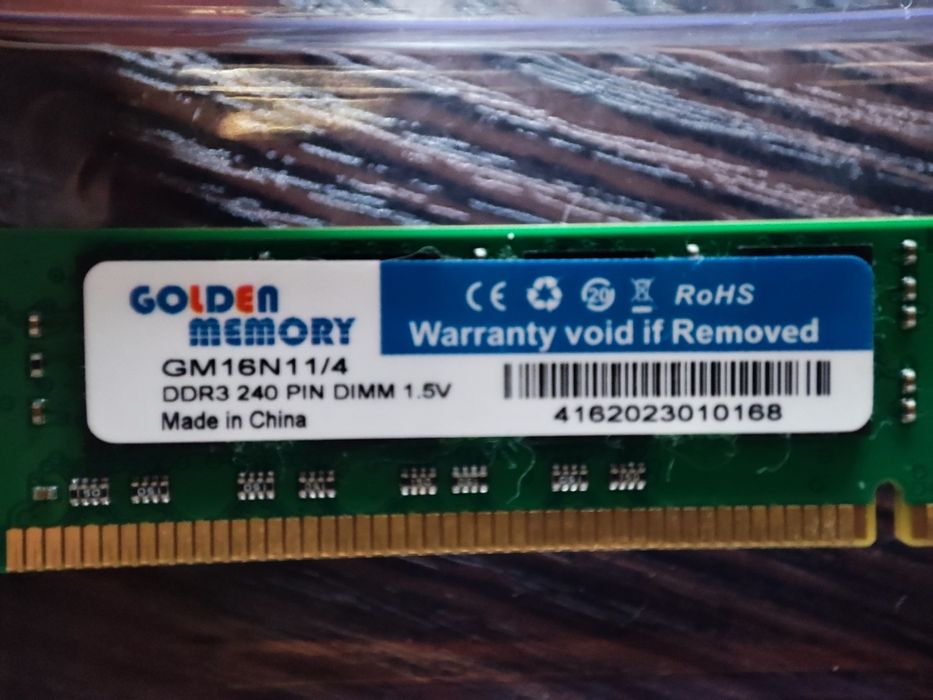 GOLDEN
MEMORY
CE 20 RoHS
Warranty void if Removed
GM16N11/4
DDR3 240 PIN DIMM 1.5V
Made in China
4162023010168